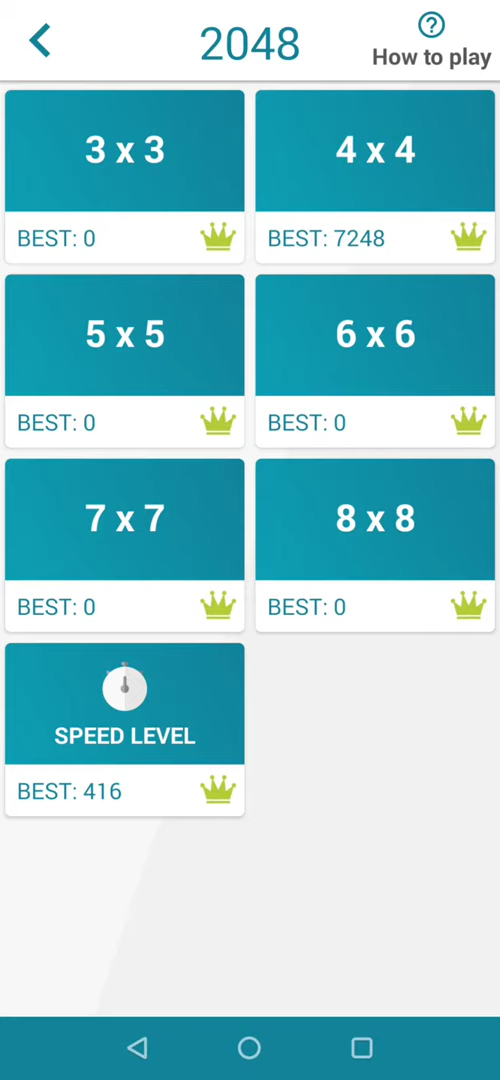 2048
How to play
3 x 3
4 x 4
BEST: 0
BEST: 7248
5 x 5
6 x 6
BEST: 0
BEST: 0
7 x 7
8 x 8
BEST: 0
BEST: 0
SPEED LEVEL
BEST: 416